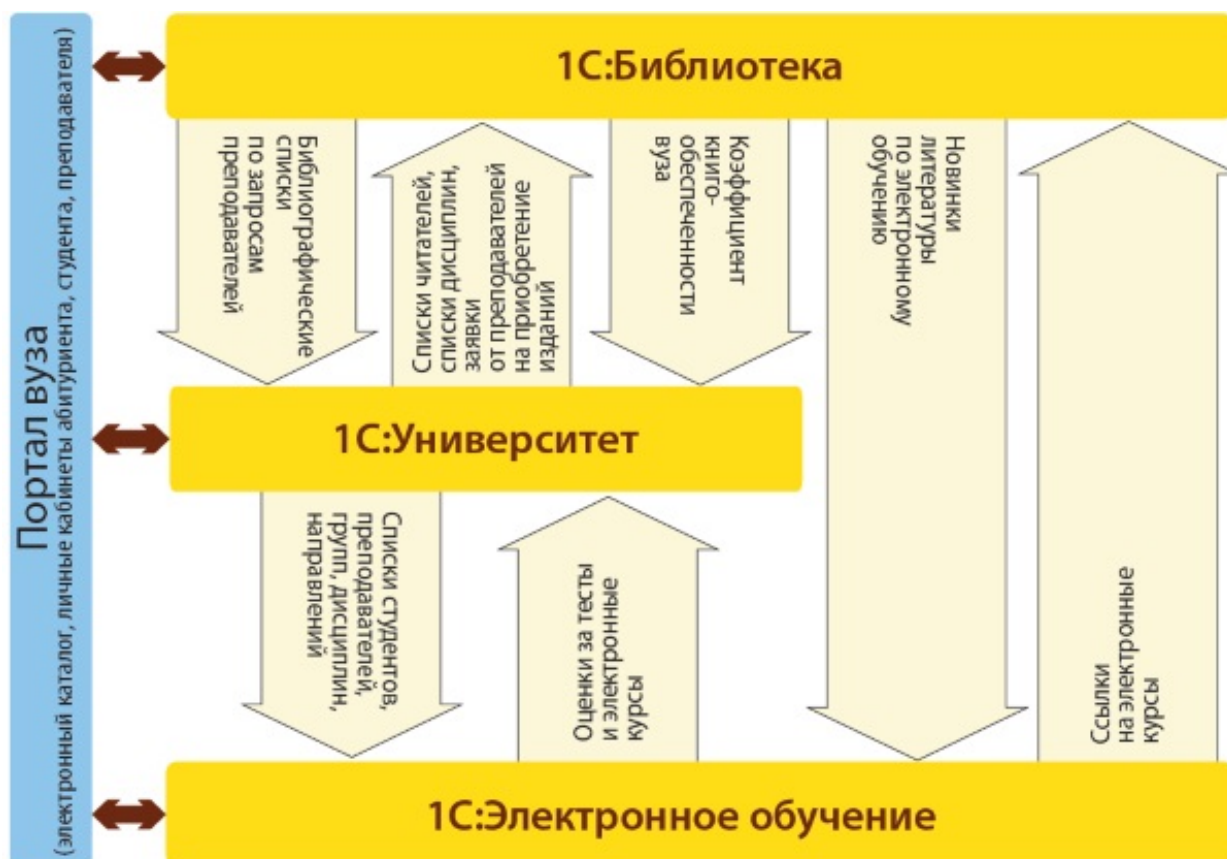 Портал вуза
(электронный каталог, личные кабинеты абитуриента, студента, преподавателя)
1С:Библиотека
Библиографические
списки
по запросам
преподавателей
Списки читателей,
списки дисциплин,
заявки
от преподавателей
на приобретение
изданий
Коэффициент
книго-
обеспеченности
вуза
Новинки
литературы
по электронному
обучению
1С:Университет
Списки студентов,
преподавателей,
групп, дисциплин,
направлений
Оценки за тесты
и электронные
курсы
Ссылки
на электронные
курсы
1С:Электронное обучение